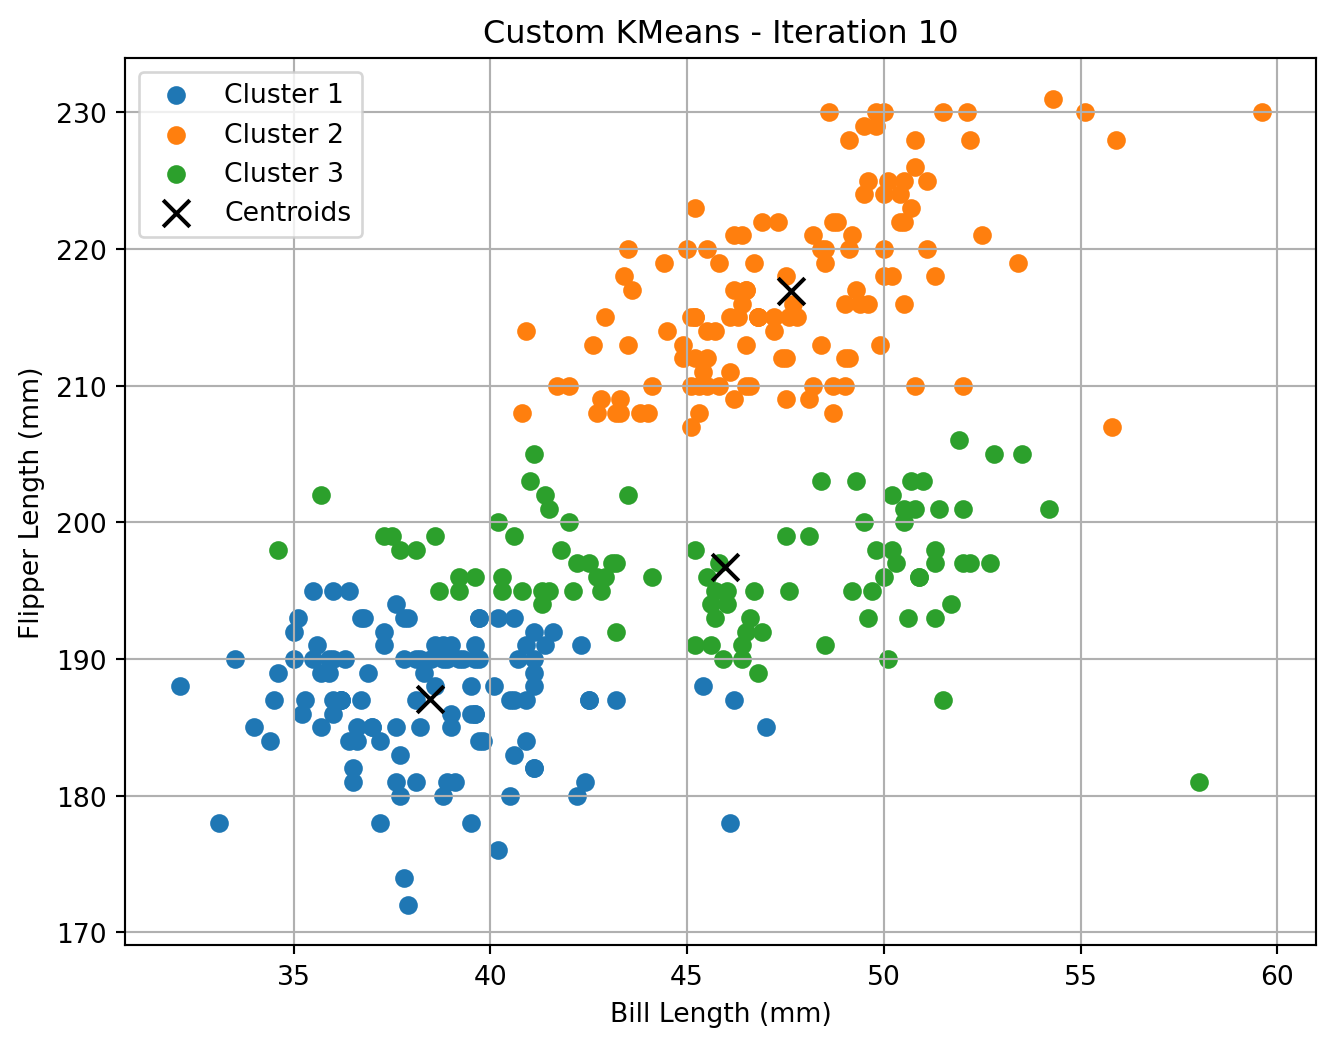 Custom KMeans - Iteration 10
Cluster 1
Cluster 2
Cluster 3
Centroids
230
220
210
200
190
180
170
Flipper Length (mm)
35 40 45 50 55 60
Bill Length (mm)